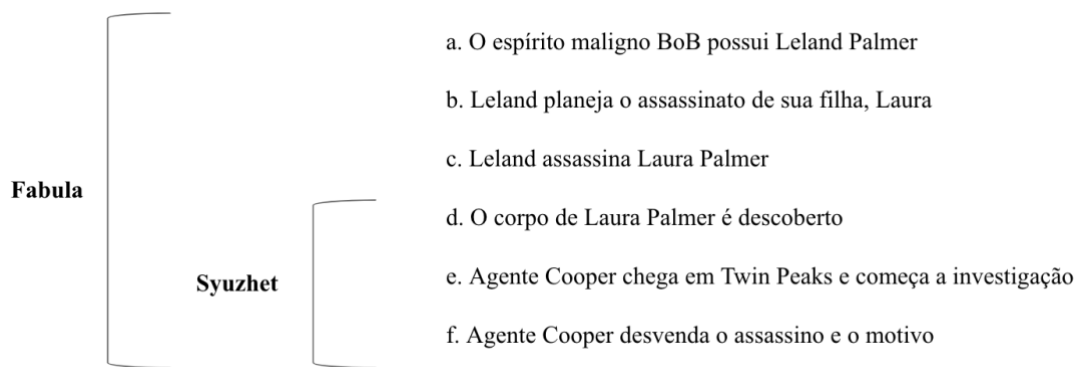 a. O espírito maligno BoB possui Leland Palmer
b. Leland planeja o assassinato de sua filha, Laura
c. Leland assassina Laura Palmer
Fabula
d. O corpo de Laura Palmer é descoberto
Syuzhet
e. Agente Cooper chega em Twin Peaks e começa a investigação
f. Agente Cooper desvenda o assassino e o motivo